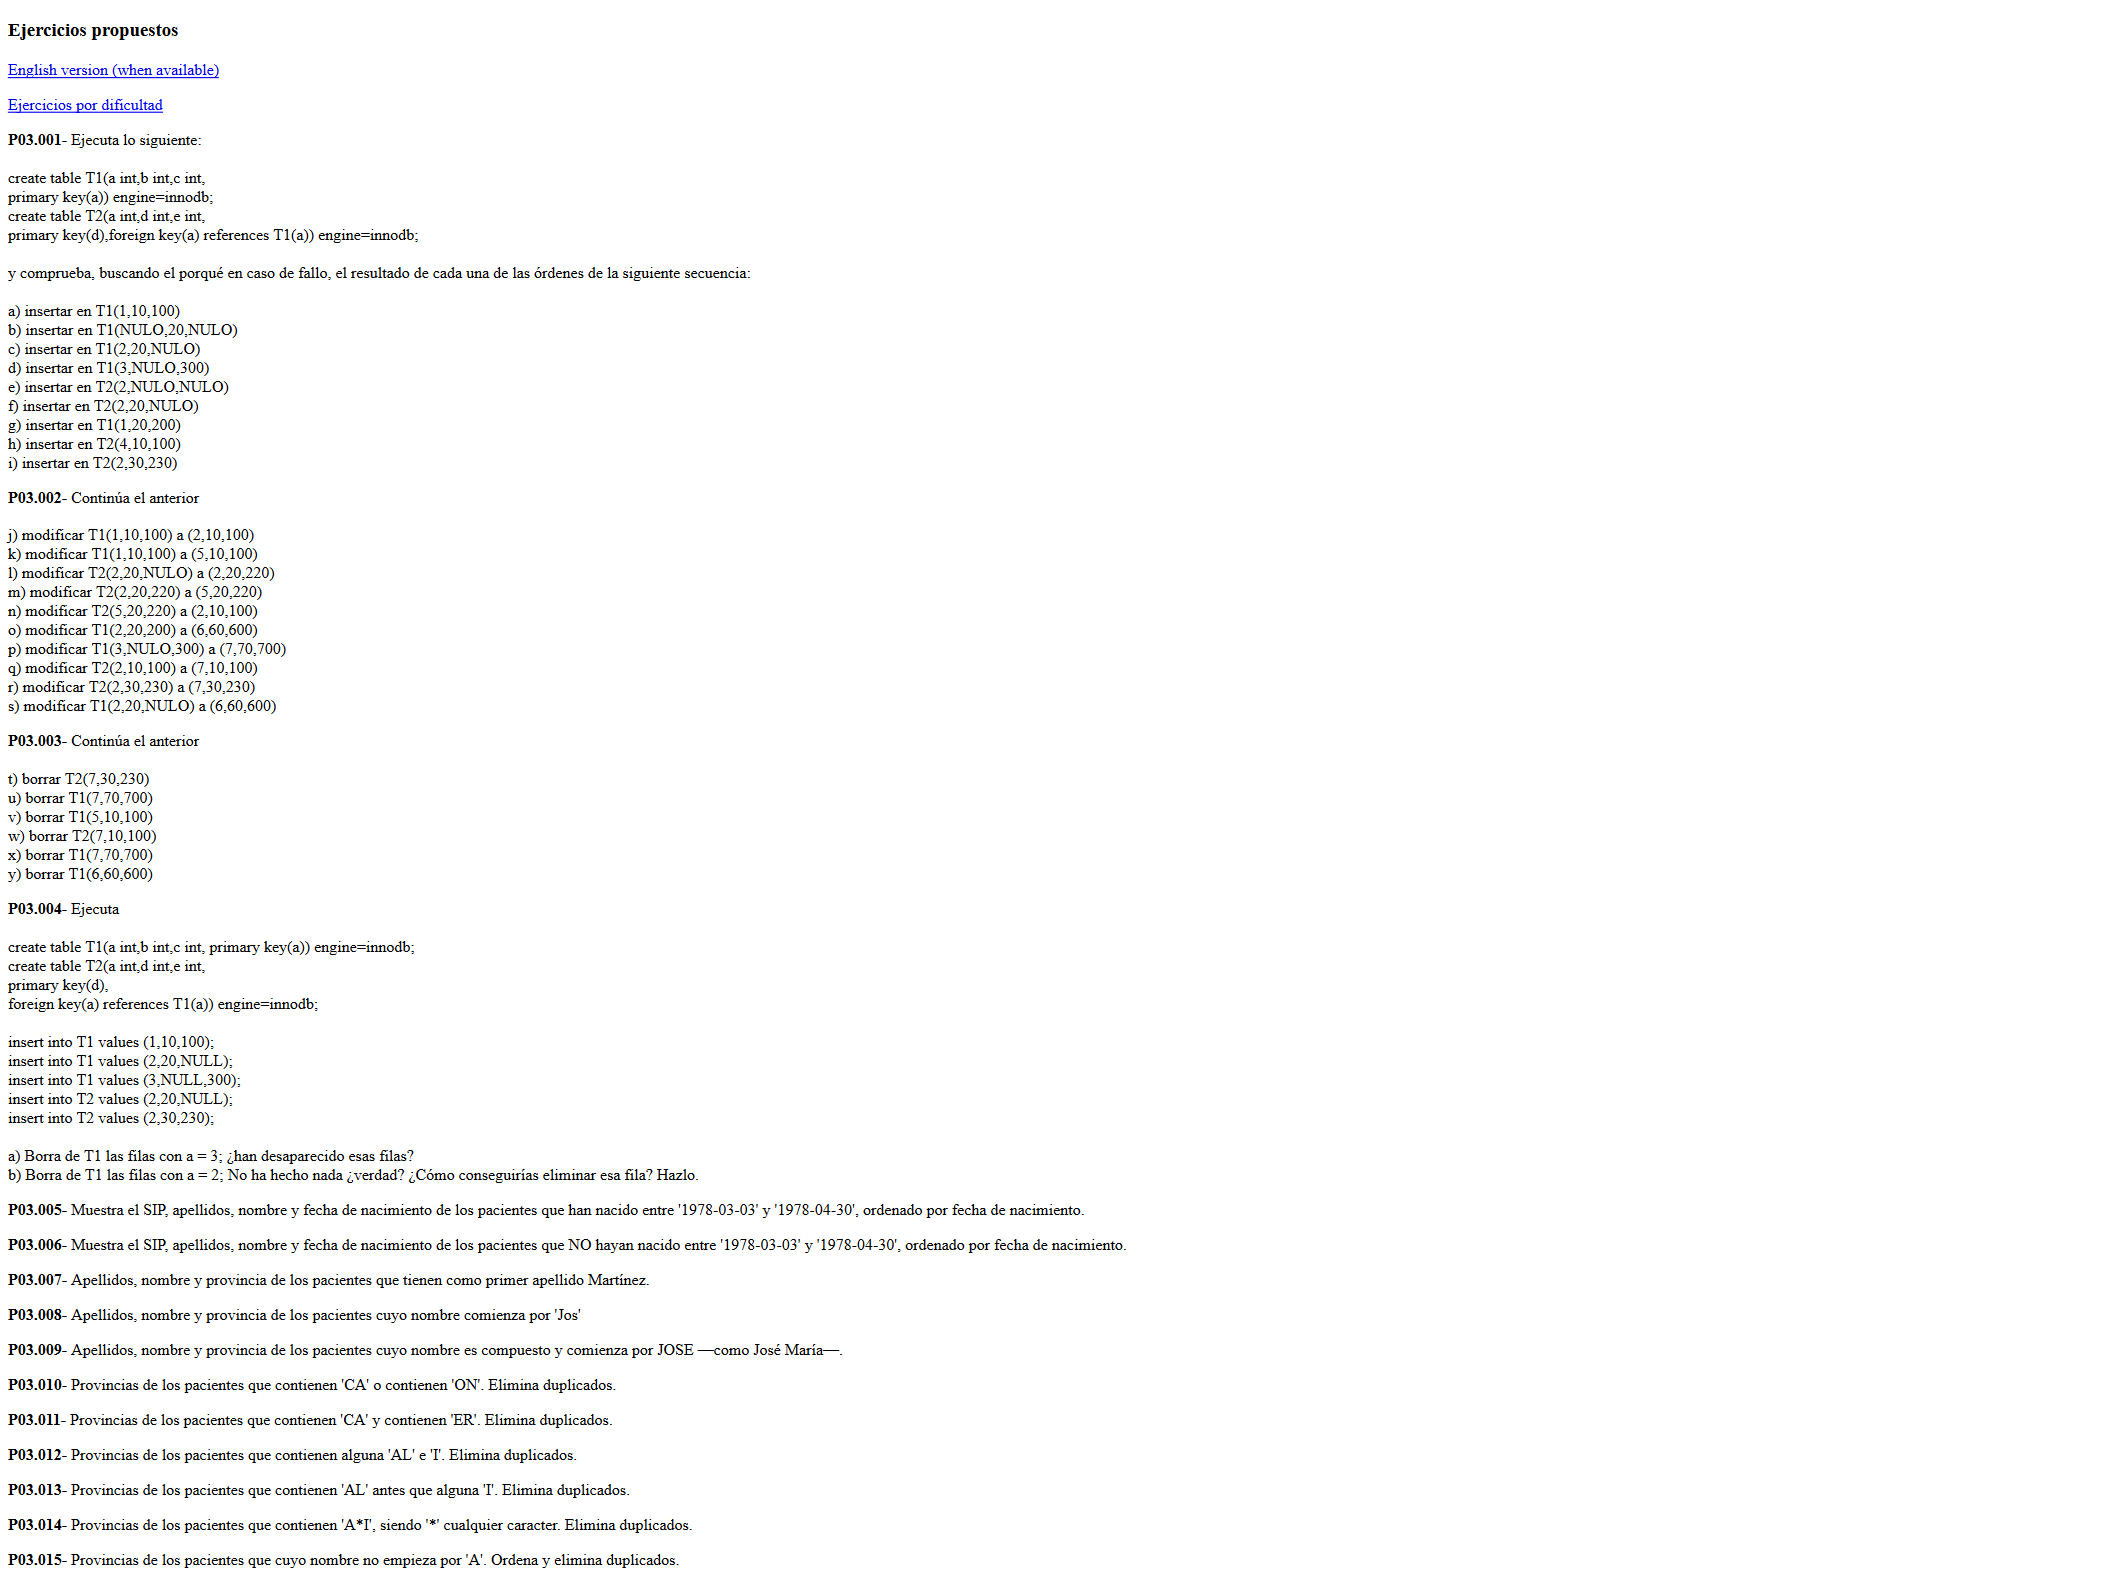 Ejercicios propuestos
English version (when available)
Ejercicios por dificultad
P03.001- Ejecuta lo siguiente:
create table T1(a int,b int,c int,
primary key(a)) engine=innodb;
create table T2(a int,d int,e int,
primary key(d),foreign key(a) references T1(a)) engine=innodb;
y comprueba, buscando el porqué en caso de fallo, el resultado de cada una de las órdenes de la siguiente secuencia:
a) insertar en T1(1,10,100)
b) insertar en T1(NULO,20,NULO)
c) insertar en T1(2,20,NULO)
d) insertar en T1(3,NULO,300)
e) insertar en T2(2,NULO,NULO)
f) insertar en T2(2,20,NULO)
g) insertar en T1(1,20,200)
h) insertar en T2(4,10,100)
i) insertar en T2(2,30,230)
P03.002- Continúa el anterior
j) modificar T1(1,10,100) a (2,10,100)
k) modificar T1(1,10,100) a (5,10,100)
l) modificar T2(2,20,NULO) a (2,20,220)
m) modificar T2(2,20,220) a (5,20,220)
n) modificar T2(5,20,220) a (2,10,100)
o) modificar T1(2,20,200) a (6,60,600)
p) modificar T1(3,NULO,300) a (7,70,700)
q) modificar T2(2,10,100) a (7,10,100)
r) modificar T2(2,30,230) a (7,30,230)
s) modificar T1(2,20,NULO) a (6,60,600)
P03.003- Continúa el anterior
t) borrar T2(7,30,230)
u) borrar T1(7,70,700)
v) borrar T1(5,10,100)
w) borrar T2(7,10,100)
x) borrar T1(7,70,700)
y) borrar T1(6,60,600)
P03.004- Ejecuta
create table T1(a int,b int,c int, primary key(a)) engine=innodb;
create table T2(a int,d int,e int,
primary key(d),
foreign key(a) references T1(a)) engine=innodb;
insert into T1 values (1,10,100);
insert into T1 values (2,20,NULL);
insert into T1 values (3,NULL,300);
insert into T2 values (2,20,NULL);
insert into T2 values (2,30,230);
a) Borra de T1 las filas con a = 3; ¿han desaparecido esas filas?
b) Borra de T1 las filas con a = 2; No ha hecho nada ¿verdad? ¿Cómo conseguirías eliminar esa fila? Hazlo.
P03.005- Muestra el SIP, apellidos, nombre y fecha de nacimiento de los pacientes que han nacido entre '1978-03-03' y '1978-04-30', ordenado por fecha de nacimiento.
P03.006- Muestra el SIP, apellidos, nombre y fecha de nacimiento de los pacientes que NO hayan nacido entre '1978-03-03' y '1978-04-30', ordenado por fecha de nacimiento.
P03.007- Apellidos, nombre y provincia de los pacientes que tienen como primer apellido Martínez.
P03.008- Apellidos, nombre y provincia de los pacientes cuyo nombre comienza por 'Jos'
P03.009- Apellidos, nombre y provincia de los pacientes cuyo nombre es compuesto y comienza por JOSE —como José María—.
P03.010- Provincias de los pacientes que contienen 'CA' o contienen 'ON'. Elimina duplicados.
P03.011- Provincias de los pacientes que contienen 'CA' y contienen 'ER'. Elimina duplicados.
P03.012- Provincias de los pacientes que contienen alguna 'AL' e 'I'. Elimina duplicados.
P03.013- Provincias de los pacientes que contienen 'AL' antes que alguna 'I'. Elimina duplicados.
P03.014- Provincias de los pacientes que contienen 'A*I', siendo '*' cualquier caracter. Elimina duplicados.
P03.015- Provincias de los pacientes que cuyo nombre no empieza por 'A'. Ordena y elimina duplicados.